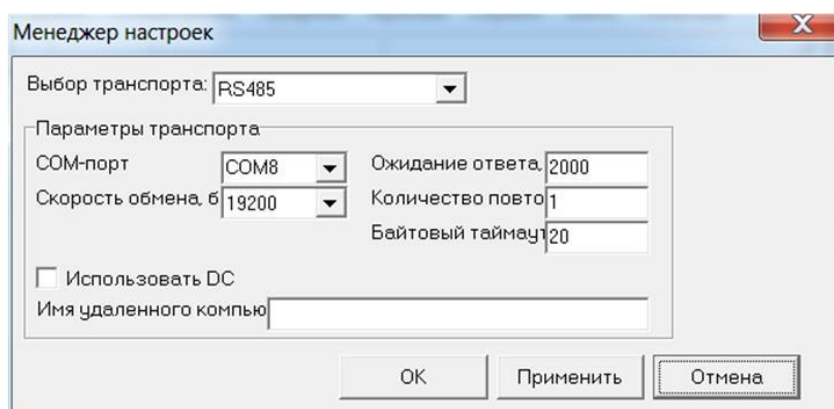 Менеджер настроек
X
Выбор транспорта: RS485
Параметры транспорта
COM-порт COM8 Ожидание ответа, 2000
Скорость обмена, б 19200 Количество повто 1
Байтовый таймаут 20
Использовать DC
Имя удаленного компью
OK Применить Отмена